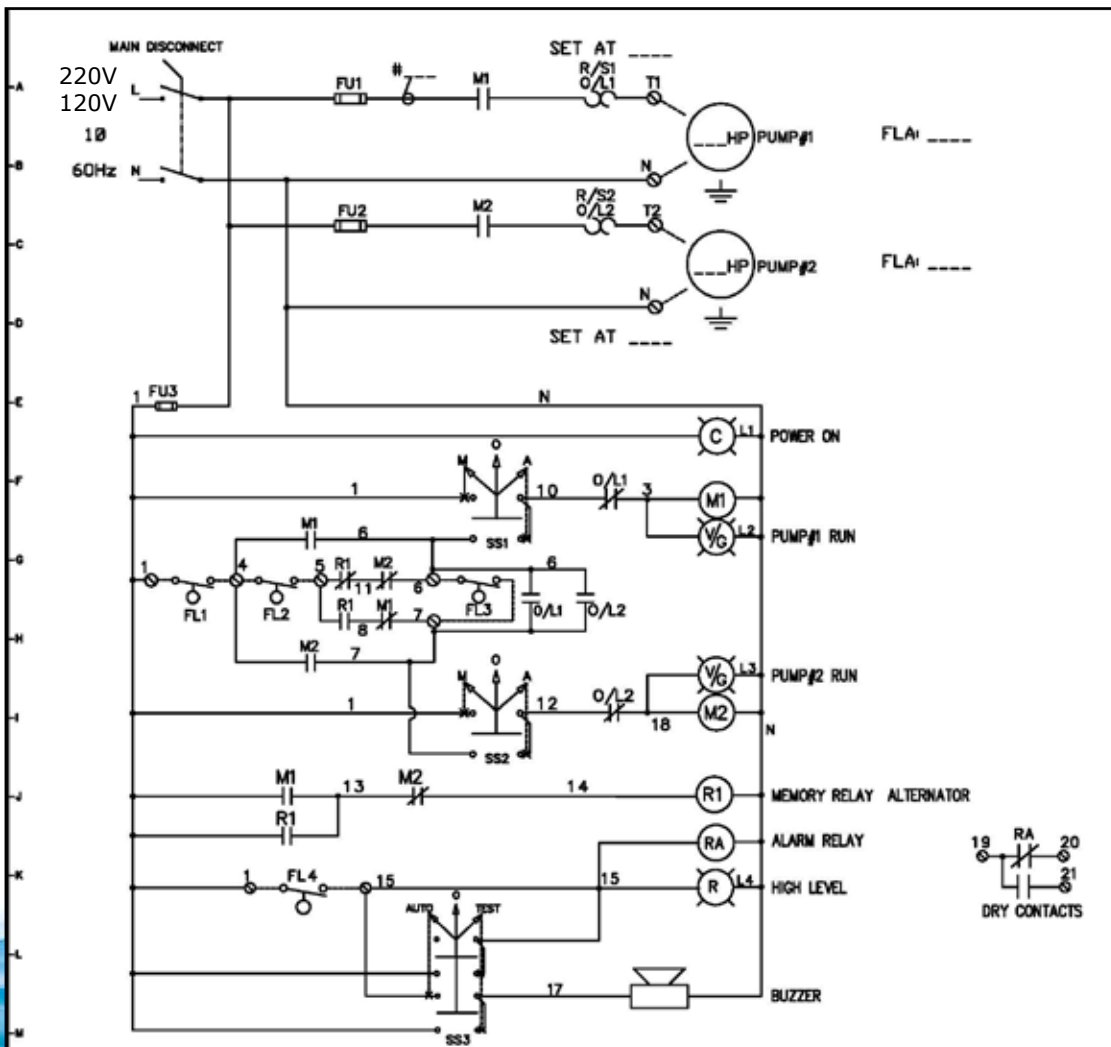 MAIN DISCONNECT
SET AT ____
220V
120V
L
A
FU1
#___
M1
R/S1
O/L1
T1
1Ø
___HP PUMP#1
FLA: ____
B
60Hz N
N
R/S2
O/L2
FU2
M2
T2
C
___HP PUMP#2
FLA: ____
N
D
SET AT ____
E
1 FU3
N
C L1 POWER ON
O
M A
F
1
10 O/L1 3 M1
SS1
V/G L2 PUMP#1 RUN
M1 6
G
1 FL1 4 FL2 5 R1 11 M2 6 FL3 6
O/L1 O/L2
R1 8 M1 7
H
M2 7
O
M A
V/G L3 PUMP#2 RUN
I
1
12 O/L2 18 M2
N
SS2
J
M1 13 M2 14 R1 MEMORY RELAY ALTERNATOR
R1
RA ALARM RELAY
19 RA 20
21
DRY CONTACTS
K
1 FL4 15 15 R L4 HIGH LEVEL
O
AUTO TEST
L
17 BUZZER
M
SS3